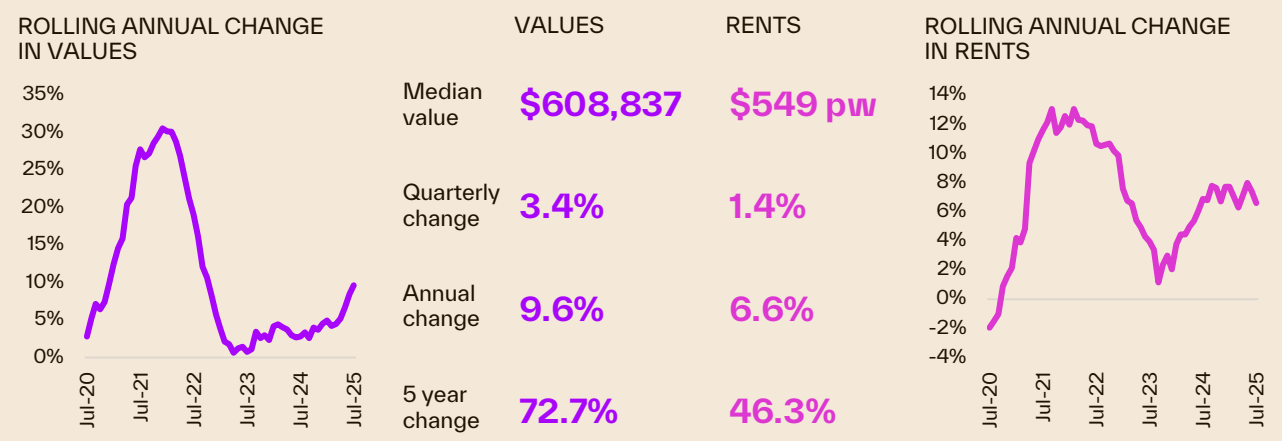 ROLLING ANNUAL CHANGE
IN VALUES
35%
30%
25%
20%
15%
10%
5%
0%
Jul-20
Jul-21
Jul-22
Jul-23
Jul-24
Jul-25
VALUES
RENTS
Median
value
$608,837
$549 pw
Quarterly
change
3.4%
1.4%
Annual
change
9.6%
6.6%
5 year
change
72.7%
46.3%
ROLLING ANNUAL CHANGE
IN RENTS
14%
12%
10%
8%
6%
4%
2%
0%
-2%
-4%
Jul-20
Jul-21
Jul-22
Jul-23
Jul-24
Jul-25